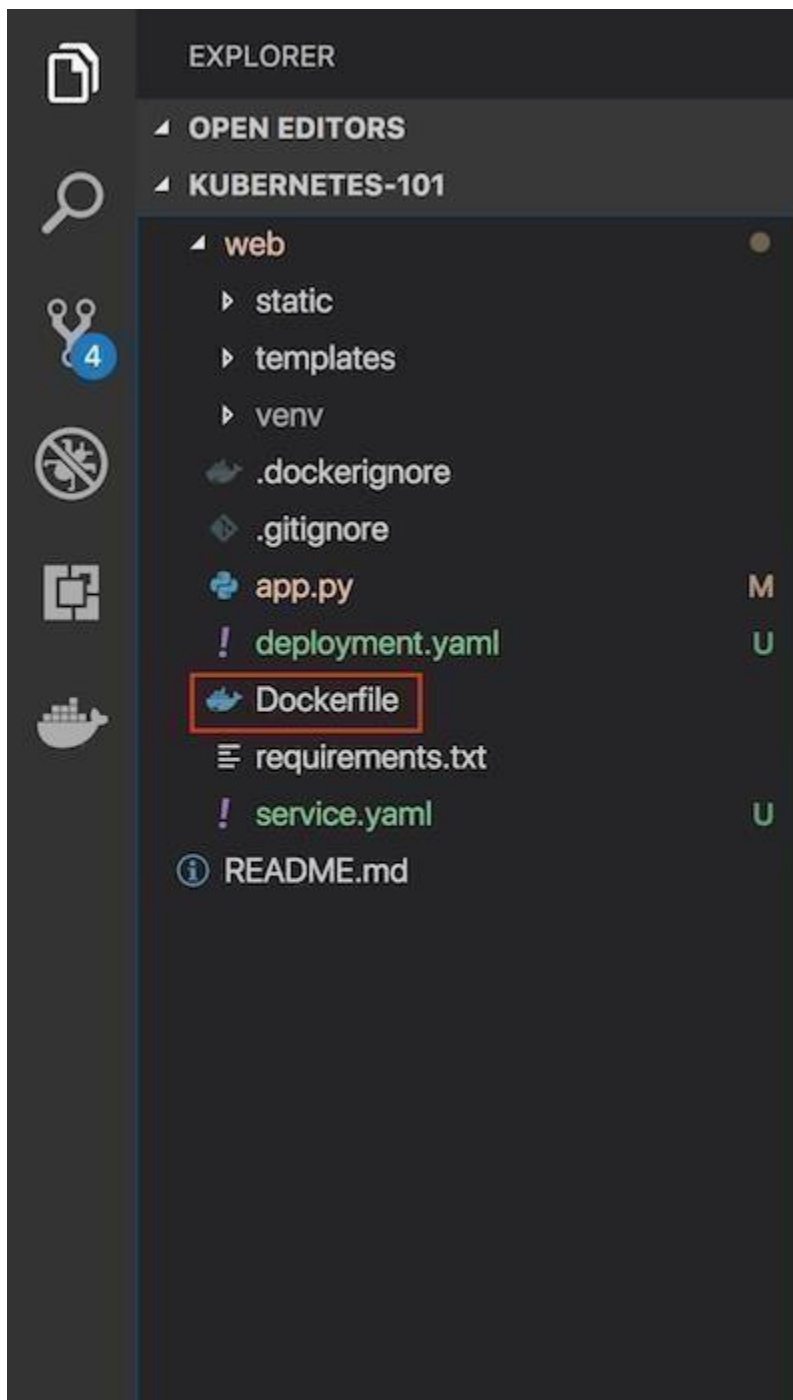 EXPLORER
OPEN EDITORS
KUBERNETES-101
web
static
templates
4
venv
.dockerignore
.gitignore
app.py M
deployment.yaml U
Dockerfile
requirements.txt
service.yaml U
README.md